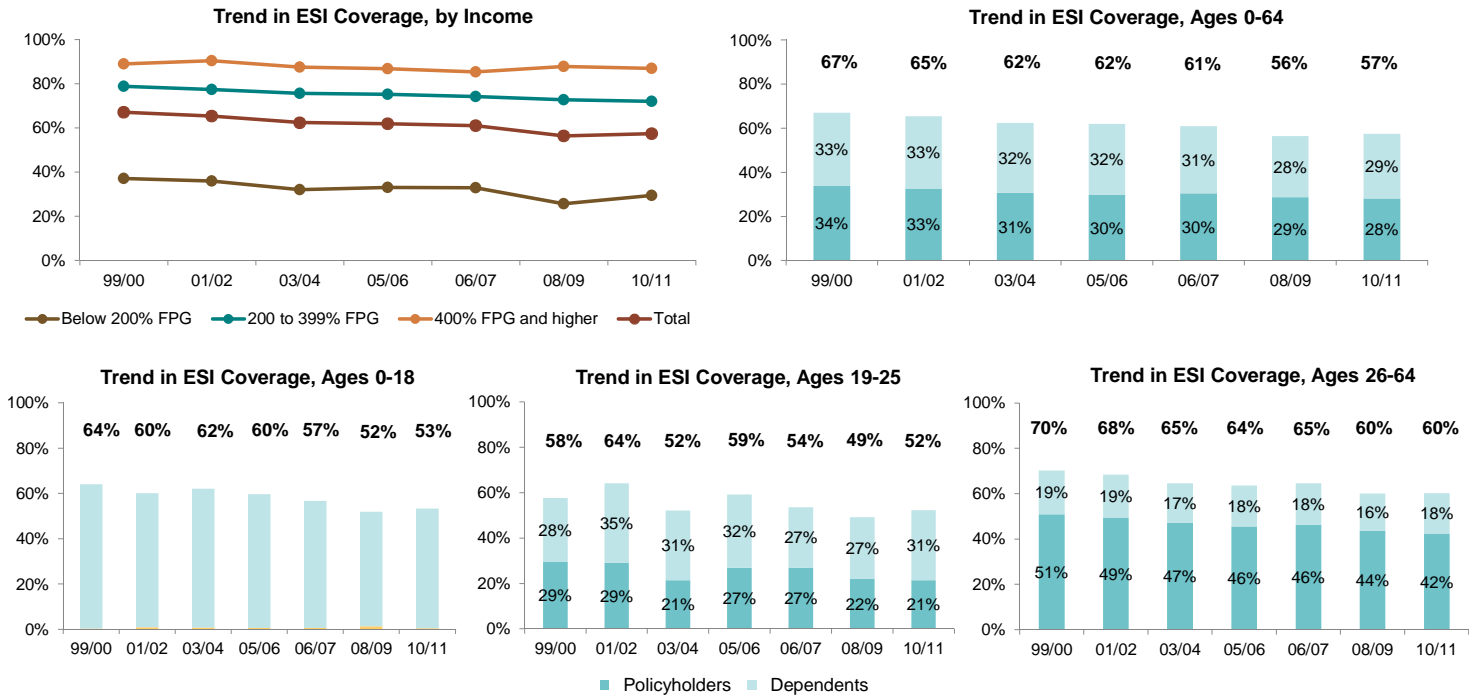 Trend in ESI Coverage, by Income
100%
80%
60%
40%
20%
0%
99/00 01/02 03/04 05/06 06/07 08/09 10/11
Below 200% FPG 200 to 399% FPG 400% FPG and higher Total
Trend in ESI Coverage, Ages 0-64
100%
67% 65% 62% 62% 61% 56% 57%
80%
60%
33% 33% 32% 32% 31% 28% 29%
40%
34% 33% 31% 30% 30% 29% 28%
20%
0%
99/00 01/02 03/04 05/06 06/07 08/09 10/11
Trend in ESI Coverage, Ages 0-18
100%
64% 60% 62% 60% 57% 52% 53%
80%
60%
40%
20%
0%
99/00 01/02 03/04 05/06 06/07 08/09 10/11
Trend in ESI Coverage, Ages 19-25
100%
58% 64% 52% 59% 54% 49% 52%
80%
60%
28% 35% 31% 32% 27% 27% 31%
40%
20%
29% 29% 21% 27% 27% 22% 21%
0%
99/00 01/02 03/04 05/06 06/07 08/09 10/11
Trend in ESI Coverage, Ages 26-64
100%
70% 68% 65% 64% 65% 60% 60%
80%
60%
19% 19% 17% 18% 18% 16% 18%
40%
51% 49% 47% 46% 46% 44% 42%
20%
0%
99/00 01/02 03/04 05/06 06/07 08/09 10/11
Policyholders Dependents